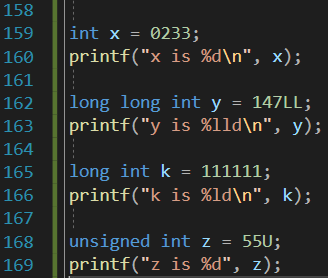 158
159 int x = 0233;
160 printf("x is %d\n", x);
161
162 long long int y = 147LL;
163 printf("y is %lld\n", y);
164
165 long int k = 111111;
166 printf("k is %ld\n", k);
167
168 unsigned int z = 55U;
169 printf("z is %d", z);